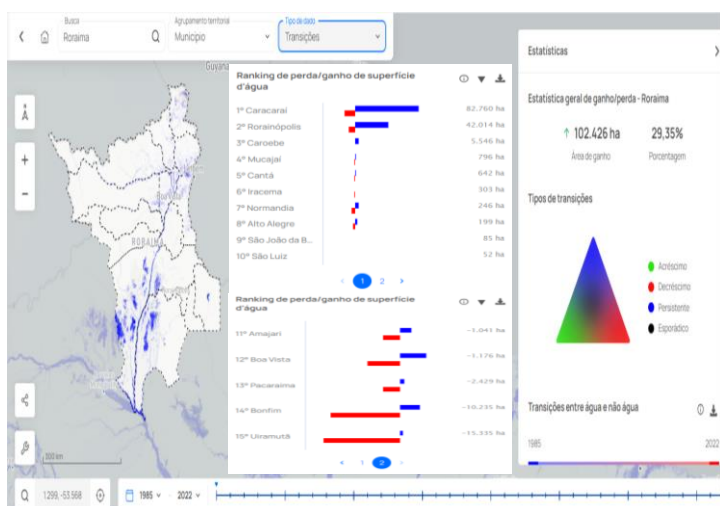 Busca
Roraima
Agrupamento territorial
Município
Tipo de dado
Transições
Guyana
Ranking de perda/ganho de superfície
d'água
1º Caracaraí 82.760 ha
2º Rorainópolis 42.014 ha
3º Caroebe 5.546 ha
4º Mucajaí 796 ha
5º Cantá 642 ha
6º Iracema 303 ha
7º Normandia 246 ha
8º Alto Alegre 199 ha
9º São João da B... 85 ha
10º São Luiz 52 ha
1 2
Ranking de perda/ganho de superfície
d'água
11º Amajari -1.041 ha
12º Boa Vista -1.176 ha
13º Pacaraima -2.429 ha
14º Bonfim -10.235 ha
15º Uiramutã -15.335 ha
1 2
Boa Vista
RORAIMA
Estatísticas
Estatística geral de ganho/perda - Roraima
102.426 ha 29,35%
Área de ganho Porcentagem
Tipos de transições
Acréscimo
Decréscimo
Persistente
Esporádico
Transições entre água e não água
1985 2022
1.299, -53.568
1985 - 2022